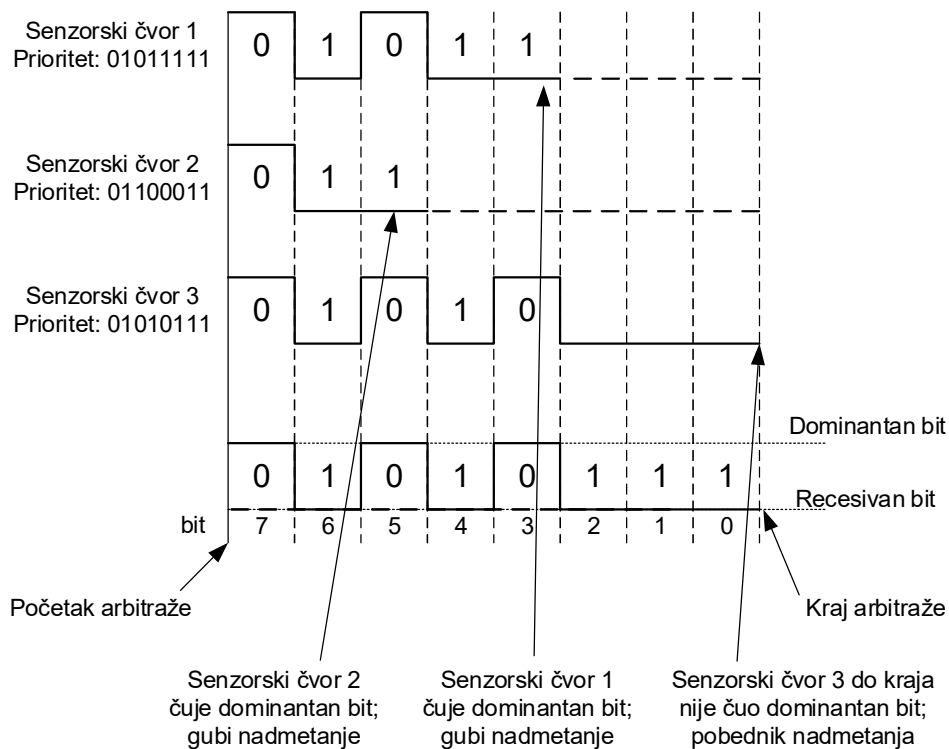 Senzorski čvor 1
Prioritet: 01011111
0 1 0 1 1
Senzorski čvor 2
Prioritet: 01100011
0 1 1
Senzorski čvor 3
Prioritet: 01010111
0 1 0 1 0
Dominantan bit
0 1 0 1 0 1 1 1
Recesivan bit
bit 7 6 5 4 3 2 1 0
Početak arbitraže
Kraj arbitraže
Senzorski čvor 2
čuje dominantan bit;
gubi nadmetanje
Senzorski čvor 1
čuje dominantan bit;
gubi nadmetanje
Senzorski čvor 3 do kraja
nije čuo dominantan bit;
pobednik nadmetanja